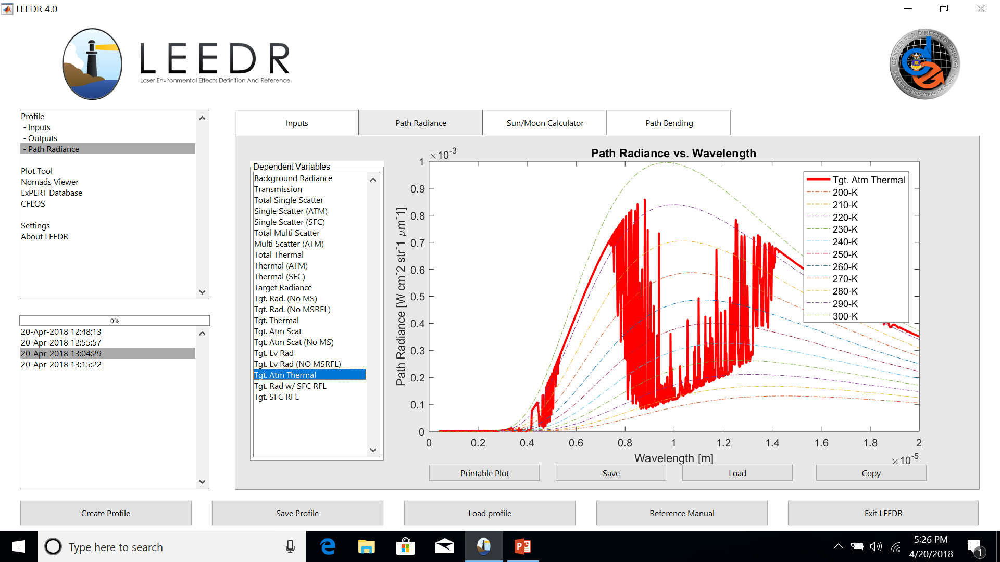 LEEDR 4.0
LEEDR
Laser Environmental Effects Definition And Reference
CENTER FOR DIRECTED ENERGY
RESEARCH EDUCATION INNOVATION
Profile
- Inputs
- Outputs
- Path Radiance
Plot Tool
Nomads Viewer
ExPERT Database
CFLOS
Settings
About LEEDR
0%
20-Apr-2018 12:48:13
20-Apr-2018 12:55:57
20-Apr-2018 13:04:29
20-Apr-2018 13:15:22
Inputs
Path Radiance
Sun/Moon Calculator
Path Bending
Dependent Variables
Background Radiance
Transmission
Total Single Scatter
Single Scatter (ATM)
Single Scatter (SFC)
Total Multi Scatter
Multi Scatter (ATM)
Total Thermal
Thermal (ATM)
Thermal (SFC)
Target Radiance
Tgt. Rad. (No MS)
Tgt. Rad. (No MSRFL)
Tgt. Thermal
Tgt. Atm Scat
Tgt. Atm Scat (No MS)
Tgt. Lv Rad
Tgt. Lv Rad (NO MSRFL)
Tgt. Atm Thermal
Tgt. Rad w/ SFC RFL
Tgt. SFC RFL
Path Radiance vs. Wavelength
×10-3
1
0.9
0.8
0.7
0.6
0.5
0.4
0.3
0.2
0.1
0
Path Radiance [W cm-2 str-1 μm-1]
Tgt. Atm Thermal
200-K
210-K
220-K
230-K
240-K
250-K
260-K
270-K
280-K
290-K
300-K
0 0.2 0.4 0.6 0.8 1 1.2 1.4 1.6 1.8 2
Wavelength [m]
×10-5
Printable Plot
Save
Load
Copy
Create Profile
Save Profile
Load profile
Reference Manual
Exit LEEDR
Type here to search
5:26 PM
4/20/2018
1